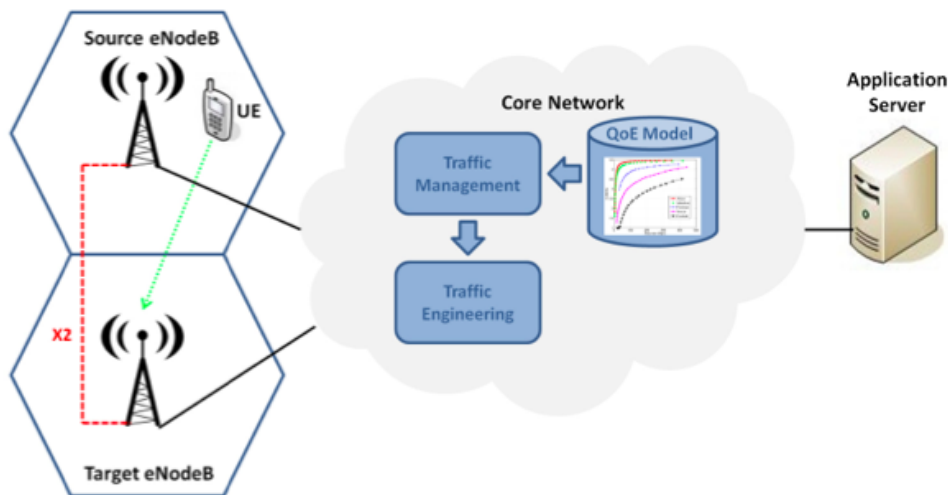 Source eNodeB
UE
X2
Target eNodeB
Core Network
QoE Model
Traffic
Management
Traffic
Engineering
Application
Server